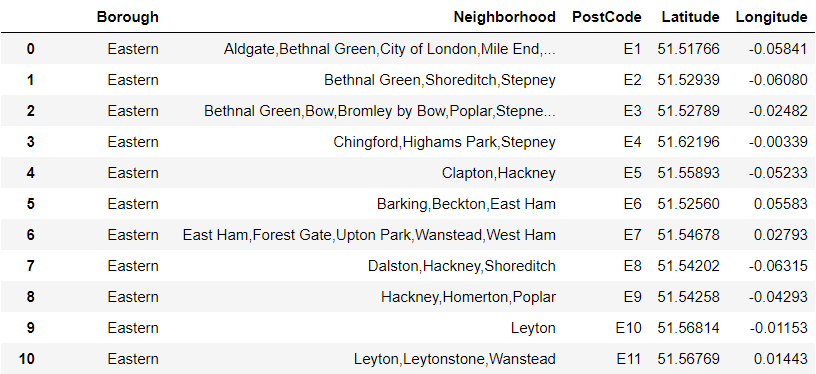 Borough Neighborhood PostCode Latitude Longitude
0 Eastern Aldgate,Bethnal Green,City of London,Mile End,... E1 51.51766 -0.05841
1 Eastern Bethnal Green,Shoreditch,Stepney E2 51.52939 -0.06080
2 Eastern Bethnal Green,Bow,Bromley by Bow,Poplar,Stepne... E3 51.52789 -0.02482
3 Eastern Chingford,Highams Park,Stepney E4 51.62196 -0.00339
4 Eastern Clapton,Hackney E5 51.55893 -0.05233
5 Eastern Barking,Beckton,East Ham E6 51.52560 0.05583
6 Eastern East Ham,Forest Gate,Upton Park,Wanstead,West Ham E7 51.54678 0.02793
7 Eastern Dalston,Hackney,Shoreditch E8 51.54202 -0.06315
8 Eastern Hackney,Homerton,Poplar E9 51.54258 -0.04293
9 Eastern Leyton E10 51.56814 -0.01153
10 Eastern Leyton,Leytonstone,Wanstead E11 51.56769 0.01443